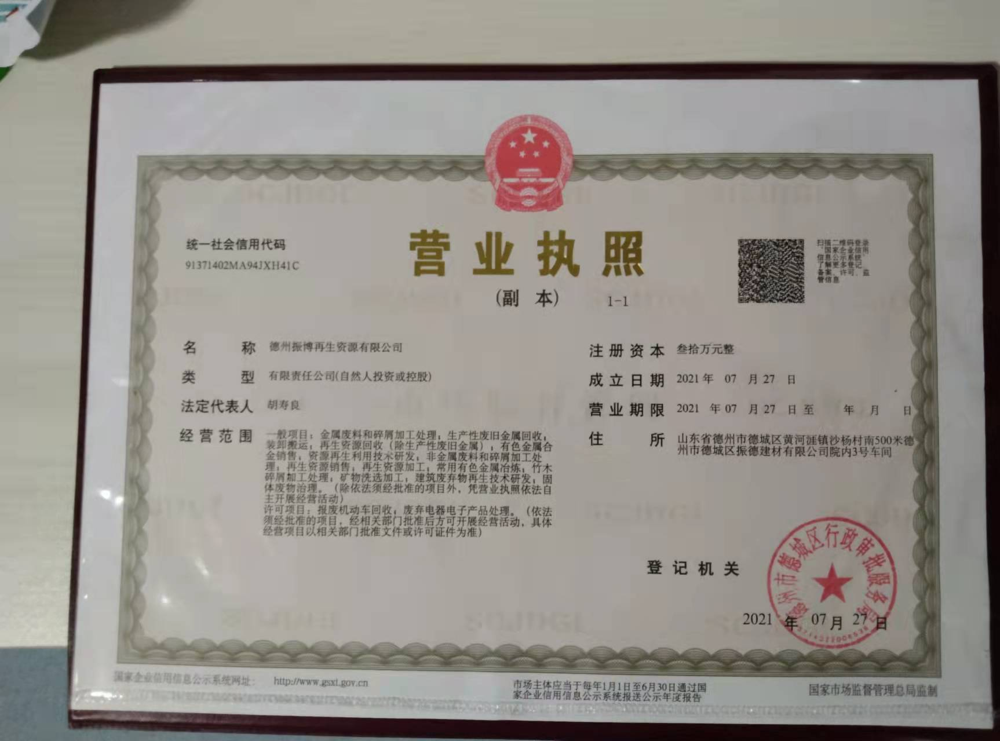 统一社会信用代码
91371402MA94JXH41C
营业执照
(副 本) 1-1
扫描二维码登录
'国家企业信用
信息公示系统'
了解更多登记、
备案、许可、监
管信息
名 称 德州振博再生资源有限公司
类 型 有限责任公司(自然人投资或控股)
法定代表人 胡寿良
经营范围 一般项目：金属废料和碎屑加工处理；生产性废旧金属回收；
装卸搬运；再生资源回收（除生产性废旧金属）；有色金属合
金销售；资源再生利用技术研发；非金属废料和碎屑加工处
理；再生资源销售；再生资源加工；常用有色金属冶炼；竹木
碎屑加工处理；矿物洗选加工；建筑废弃物再生技术研发；固
体废物治理。（除依法须经批准的项目外，凭营业执照依法自
主开展经营活动）
许可项目：报废机动车回收；废弃电器电子产品处理。（依法
须经批准的项目，经相关部门批准后方可开展经营活动，具体
经营项目以相关部门批准文件或许可证件为准）
注册资本 叁拾万元整
成立日期 2021 年 07 月 27 日
营业期限 2021 年 07 月 27 日 至 年 月 日
住 所 山东省德州市德城区黄河涯镇沙杨村南500米德
州市德城区振德建材有限公司院内3号车间
登记机关
德州市德城区行政审批服务局
2021 年 07 月 27 日
国家企业信用信息公示系统网址： http://www.gsxt.gov.cn
市场主体应当于每年1月1日至6月30日通过国
家企业信用信息公示系统报送公示年度报告
国家市场监督管理总局监制